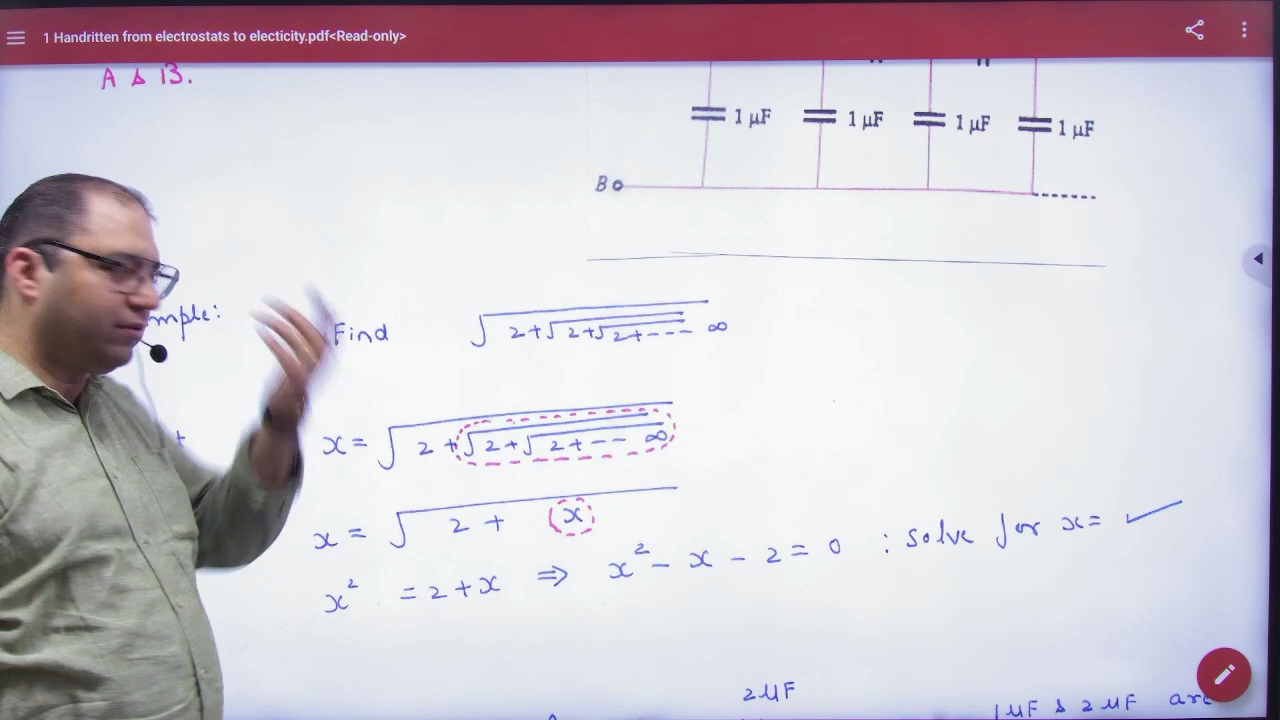 1 Handritten from electrostats to electicity.pdf<Read-only>
A & B.
1 μF 1 μF 1 μF 1 μF
B
mple: Find √2+√2+√2+--- ∞
x = √2+√2+√2+-- ∞
x = √2 + x
x² = 2+x ⇒ x² - x - 2 = 0 : solve for x = ✓
2μF
1μF & 2μF are